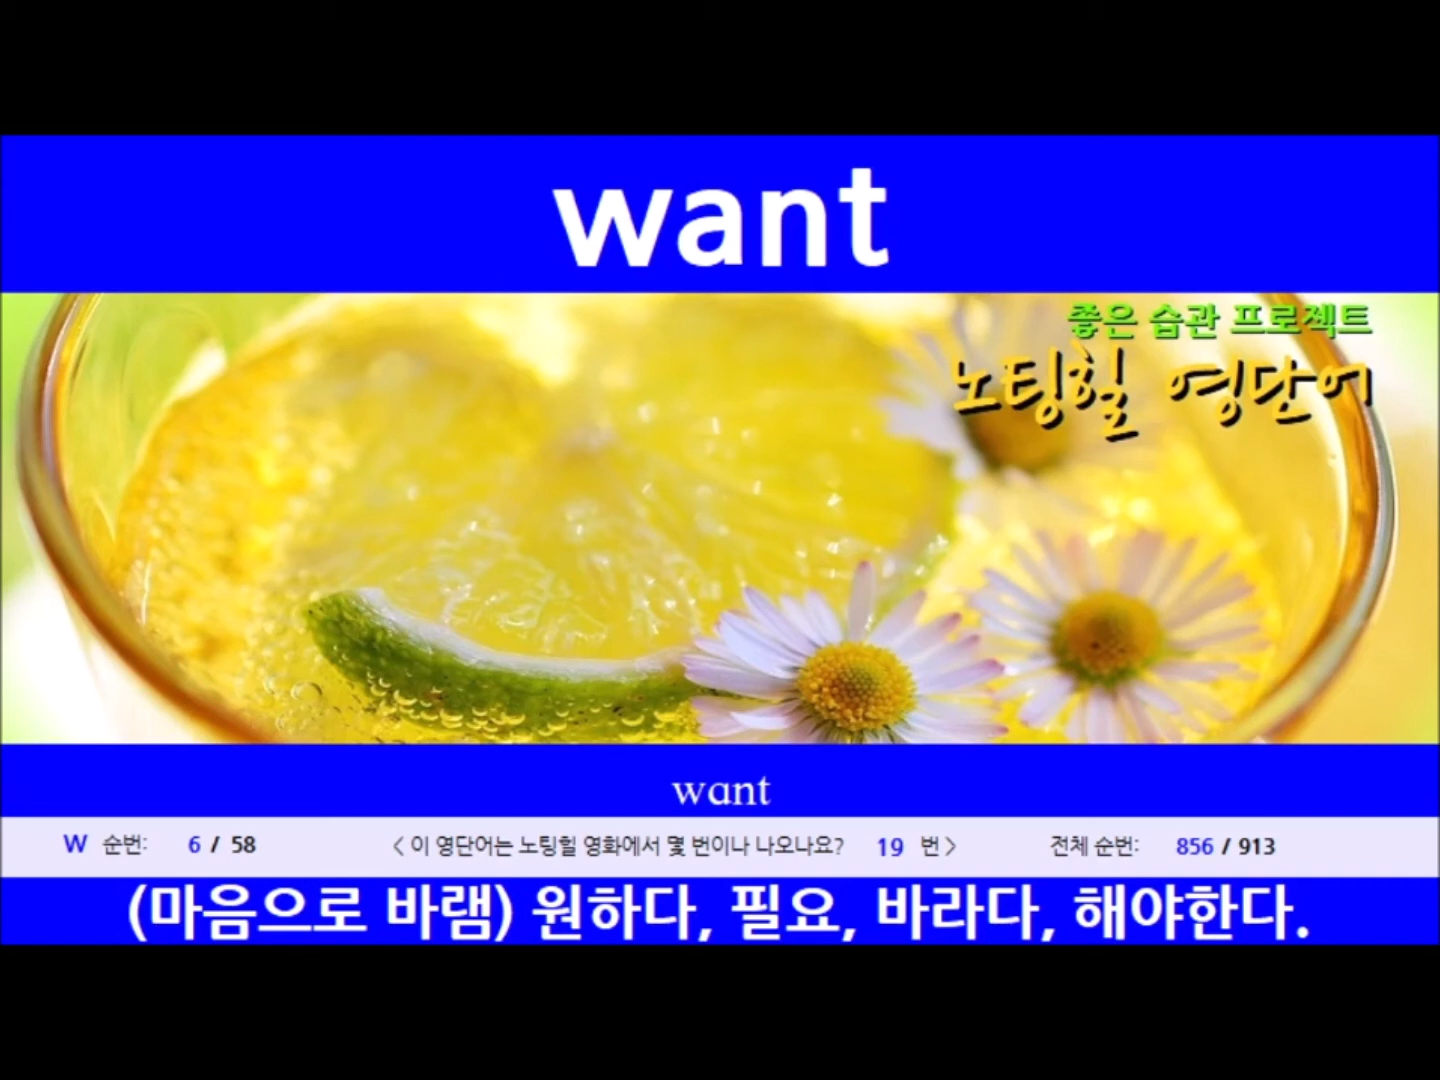 want
좋은 습관 프로젝트
노팅힐 영단어
want
W 순번: 6 / 58 < 이 영단어는 노팅힐 영화에서 몇 번이나 나오나요? 19 번 > 전체 순번: 856 / 913
(마음으로 바램) 원하다, 필요, 바라다, 해야한다.